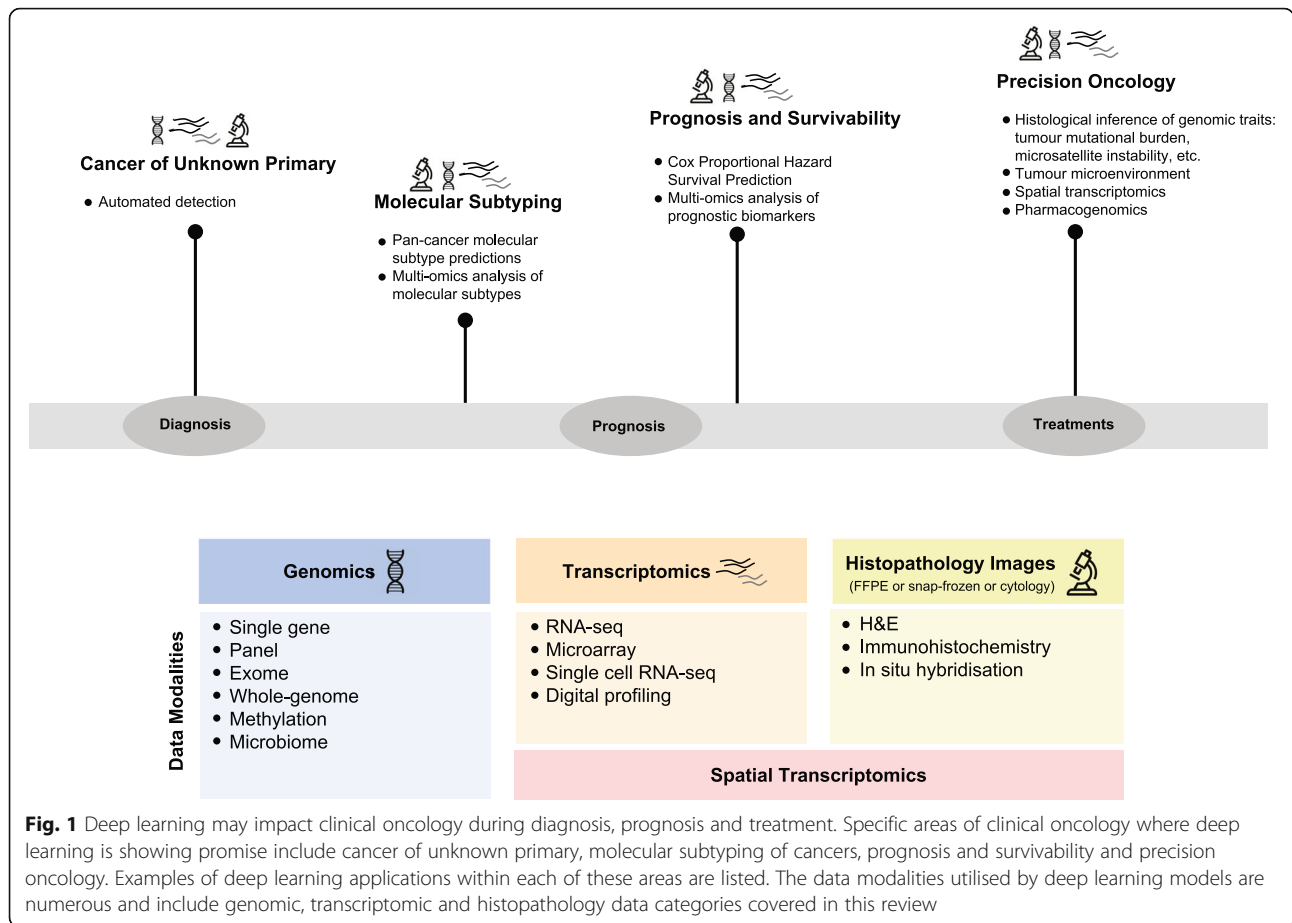 Cancer of Unknown Primary
• Automated detection
Molecular Subtyping
• Pan-cancer molecular
subtype predictions
• Multi-omics analysis of
molecular subtypes
Prognosis and Survivability
• Cox Proportional Hazard
Survival Prediction
• Multi-omics analysis of
prognostic biomarkers
Precision Oncology
• Histological inference of genomic traits:
tumour mutational burden,
microsatellite instability, etc.
• Tumour microenvironment
• Spatial transcriptomics
• Pharmacogenomics
Diagnosis
Prognosis
Treatments
Data Modalities
Genomics
• Single gene
• Panel
• Exome
• Whole-genome
• Methylation
• Microbiome
Transcriptomics
• RNA-seq
• Microarray
• Single cell RNA-seq
• Digital profiling
Histopathology Images
(FFPE or snap-frozen or cytology)
• H&E
• Immunohistochemistry
• In situ hybridisation
Spatial Transcriptomics
Fig. 1 Deep learning may impact clinical oncology during diagnosis, prognosis and treatment. Specific areas of clinical oncology where deep
learning is showing promise include cancer of unknown primary, molecular subtyping of cancers, prognosis and survivability and precision
oncology. Examples of deep learning applications within each of these areas are listed. The data modalities utilised by deep learning models are
numerous and include genomic, transcriptomic and histopathology data categories covered in this review